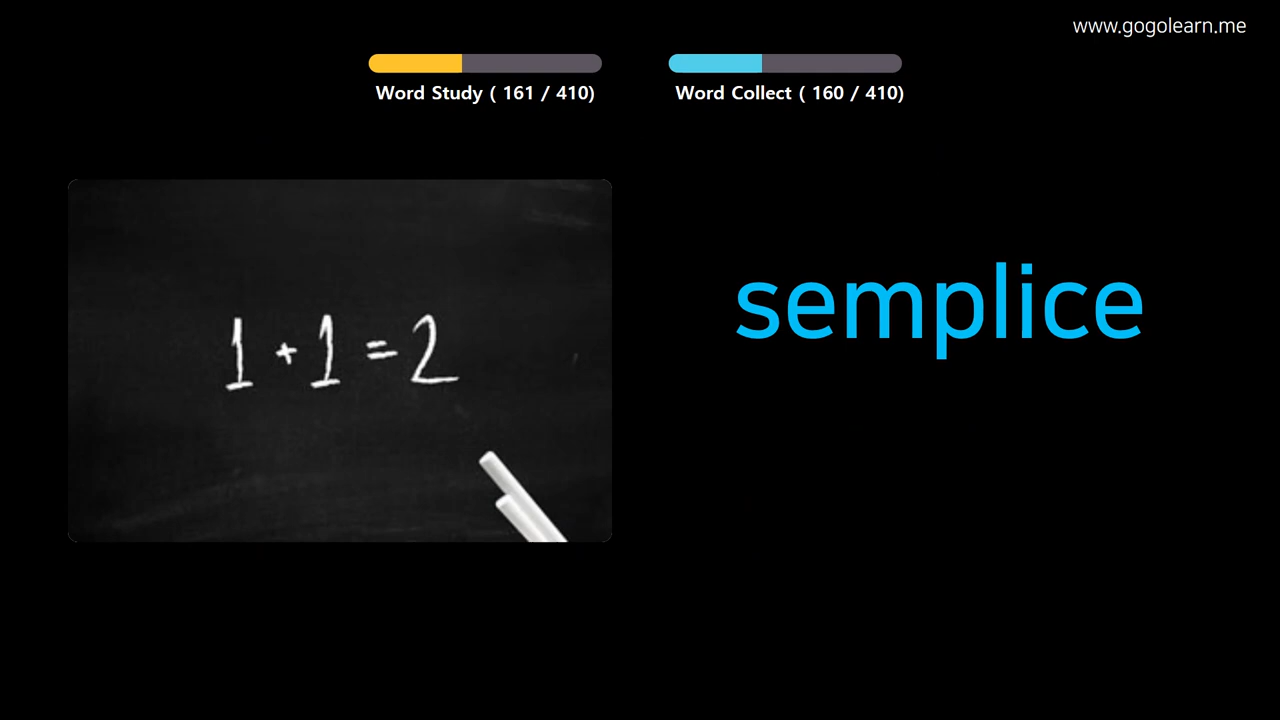 www.gogolearn.me
Word Study ( 161 / 410)
Word Collect ( 160 / 410)
semplice
1 + 1 = 2